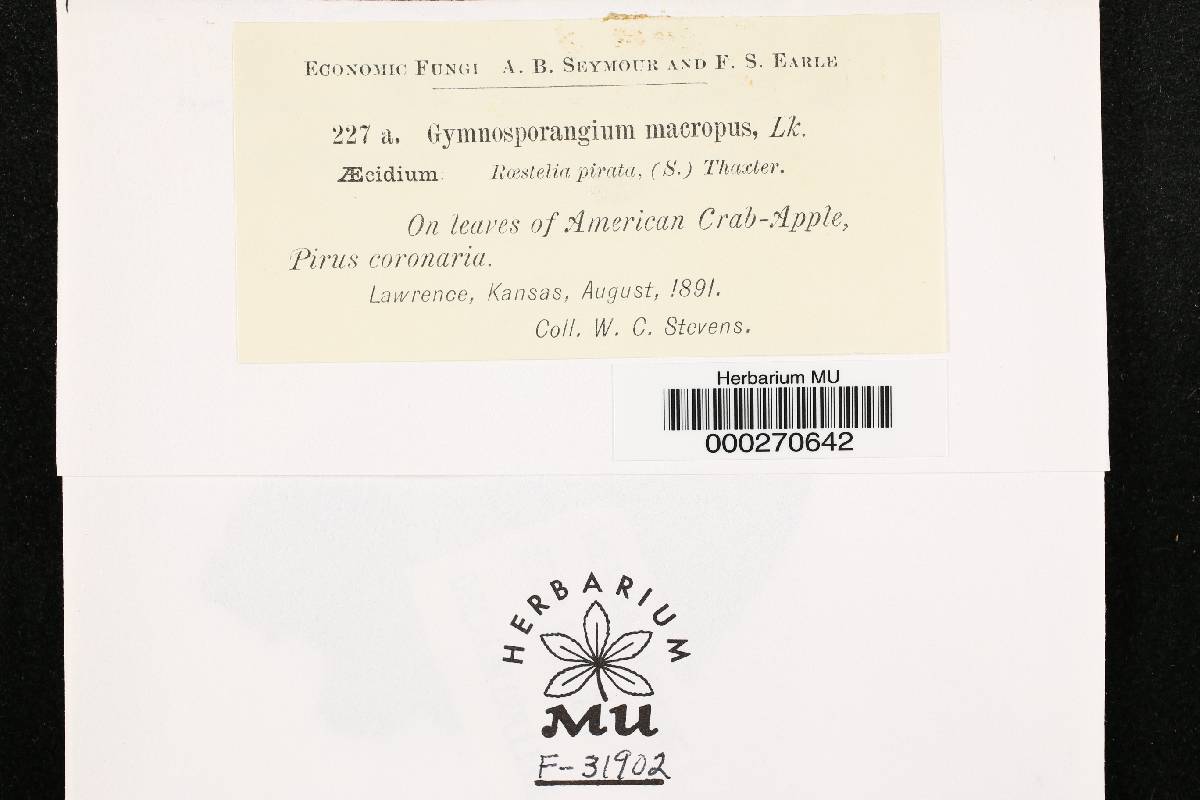 Economic Fungi A. B. Seymour and F. S. Earle
227 a. Gymnosporangium macropus, Lk.
Æcidium Rœstelia pirata, (S.) Thaxter.
On leaves of American Crab-Apple,
Pirus coronaria.
Lawrence, Kansas, August, 1891.
Coll. W. C. Stevens.
Herbarium MU
000270642
HERBARIUM
MU
F-31902